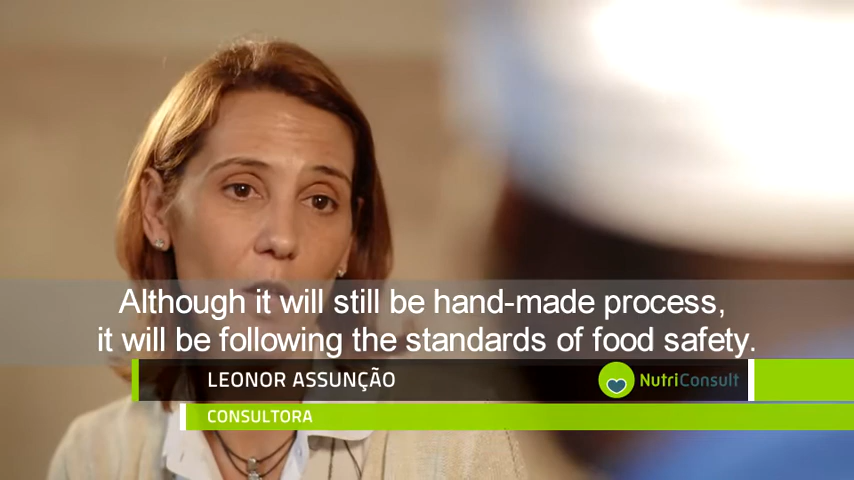 Although it will still be hand-made process,
it will be following the standards of food safety.
LEONOR ASSUNÇÃO
NutriConsult
CONSULTORA